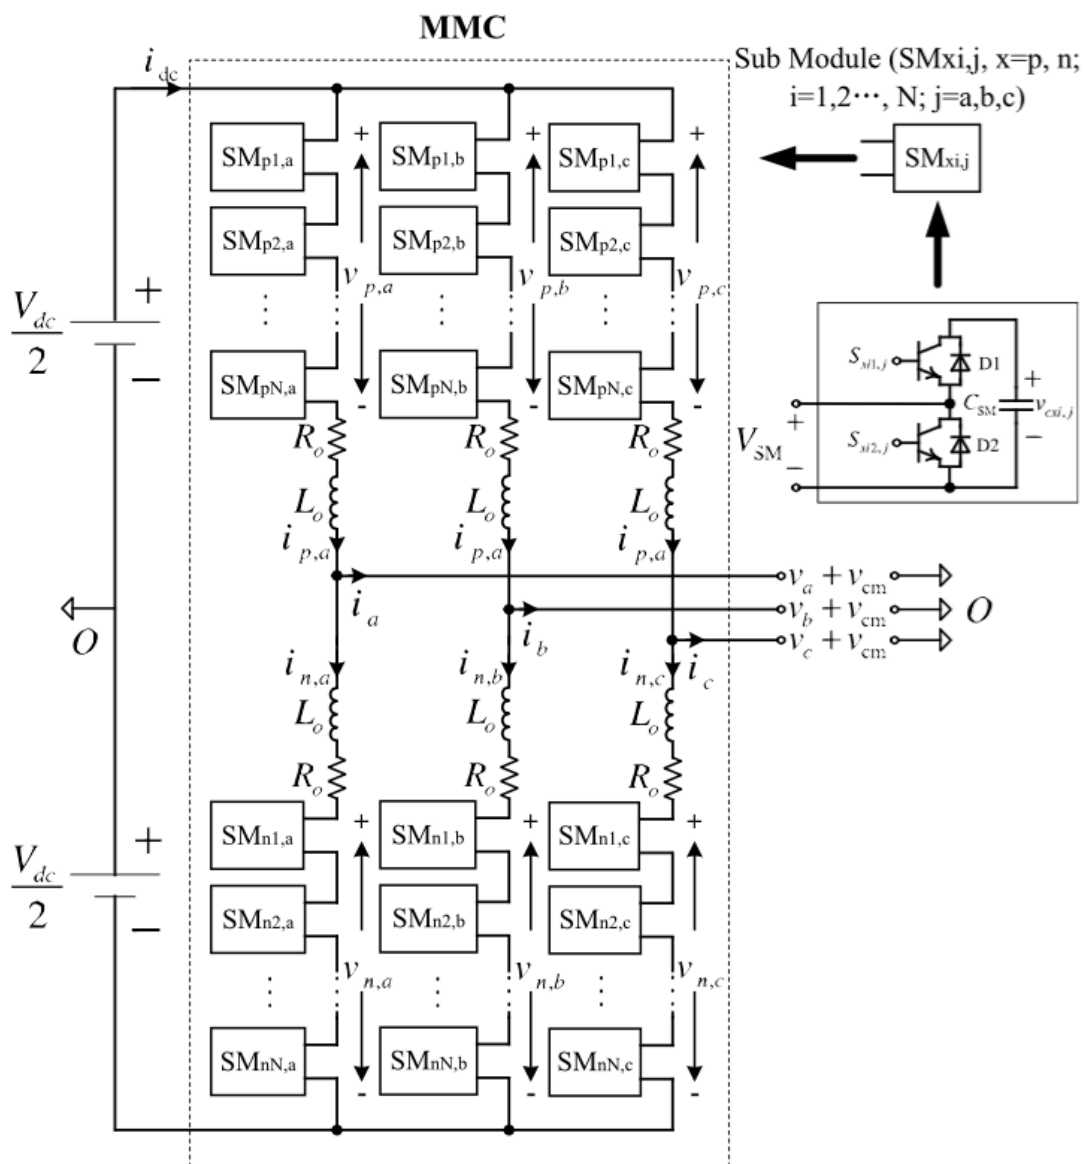 MMC
i_dc
Sub Module (SMxi,j, x=p, n;
i=1,2···, N; j=a,b,c)
SMxi,j
SMp1,a
SMp1,b
SMp1,c
+
+
+
SMp2,a
SMp2,b
SMp2,c
v_p,a
v_p,b
v_p,c
V_dc/2
+
−
SMpN,a
SMpN,b
SMpN,c
-
-
-
S_xi1,j
D1
C_SM
+
v_cxi,j
−
V_SM
+
−
S_xi2,j
D2
R_o
R_o
R_o
L_o
L_o
L_o
i_p,a
i_p,a
i_p,a
i_a
v_a + v_cm
O
i_b
v_b + v_cm
O
i_c
v_c + v_cm
i_n,a
i_n,b
i_n,c
L_o
L_o
L_o
R_o
R_o
R_o
SMn1,a
SMn1,b
SMn1,c
+
+
+
V_dc/2
+
−
SMn2,a
SMn2,b
SMn2,c
v_n,a
v_n,b
v_n,c
SMnN,a
SMnN,b
SMnN,c
-
-
-